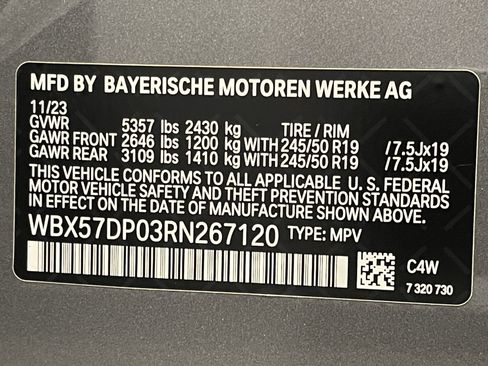 MFD BY BAYERISCHE MOTOREN WERKE AG
11/23
GVWR 5357 lbs 2430 kg TIRE / RIM
GAWR FRONT 2646 lbs 1200 kg WITH 245/50 R19 /7.5Jx19
GAWR REAR 3109 lbs 1410 kg WITH 245/50 R19 /7.5Jx19
THIS VEHICLE CONFORMS TO ALL APPLICABLE U.S. FEDERAL
MOTOR VEHICLE SAFETY AND THEFT PREVENTION STANDARDS
IN EFFECT ON THE DATE OF MANUFACTURE SHOWN ABOVE.
WBX57DP03RN267120 TYPE: MPV
C4W
7 320 730